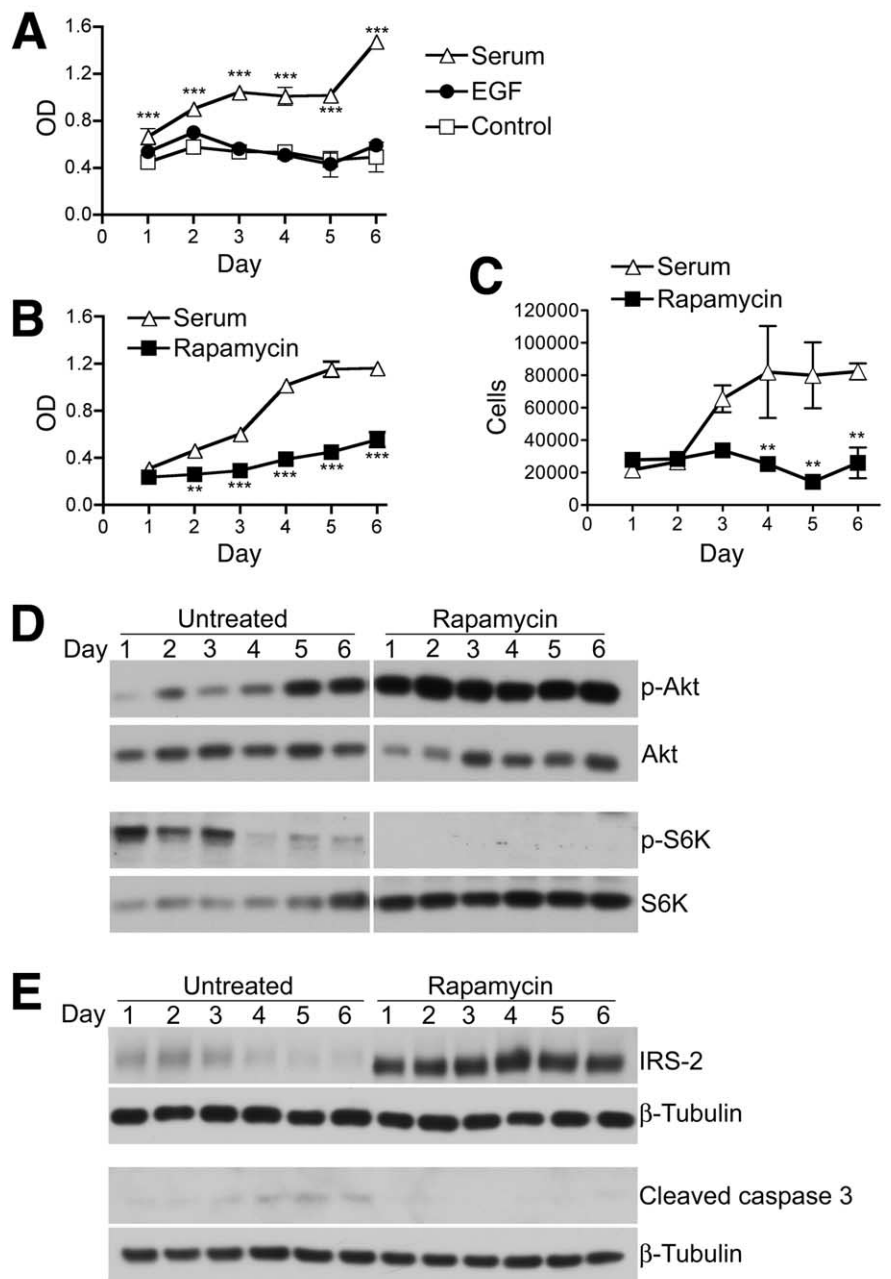 A
OD
1.6
1.2
0.8
0.4
0.0
***
***
***
***
***
***
0 1 2 3 4 5 6
Day
Serum
EGF
Control
B
OD
1.6
1.2
0.8
0.4
0.0
Serum
Rapamycin
**
***
***
***
***
0 1 2 3 4 5 6
Day
C
Serum
Rapamycin
Cells
120000
100000
80000
60000
40000
20000
0
**
**
**
0 1 2 3 4 5 6
Day
D
Untreated Rapamycin
Day 1 2 3 4 5 6 1 2 3 4 5 6
p-Akt
Akt
p-S6K
S6K
E
Untreated Rapamycin
Day 1 2 3 4 5 6 1 2 3 4 5 6
IRS-2
β-Tubulin
Cleaved caspase 3
β-Tubulin